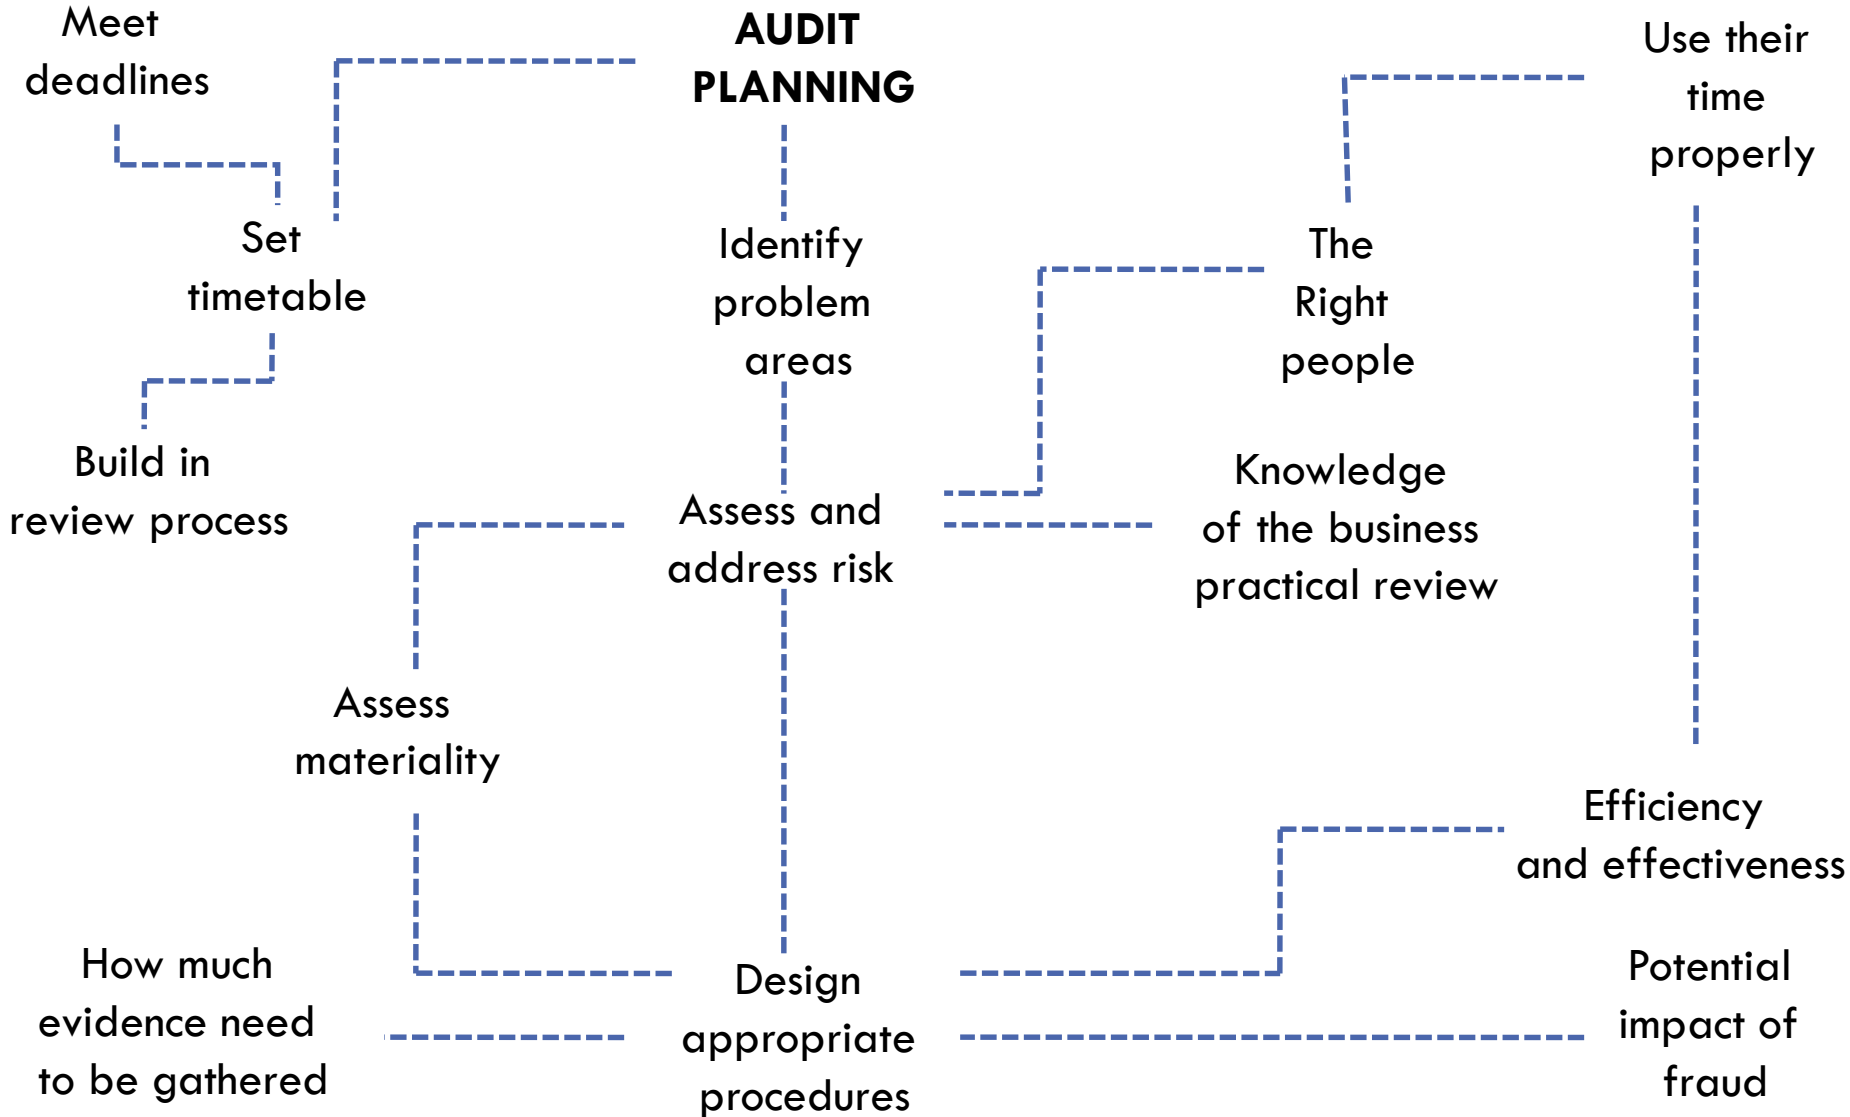 Meet
deadlines
AUDIT
PLANNING
Use their
time
properly
Set
timetable
Identify
problem
areas
The
Right
people
Build in
review process
Assess and
address risk
Knowledge
of the business
practical review
Assess
materiality
Efficiency
and effectiveness
How much
evidence need
to be gathered
Design
appropriate
procedures
Potential
impact of
fraud